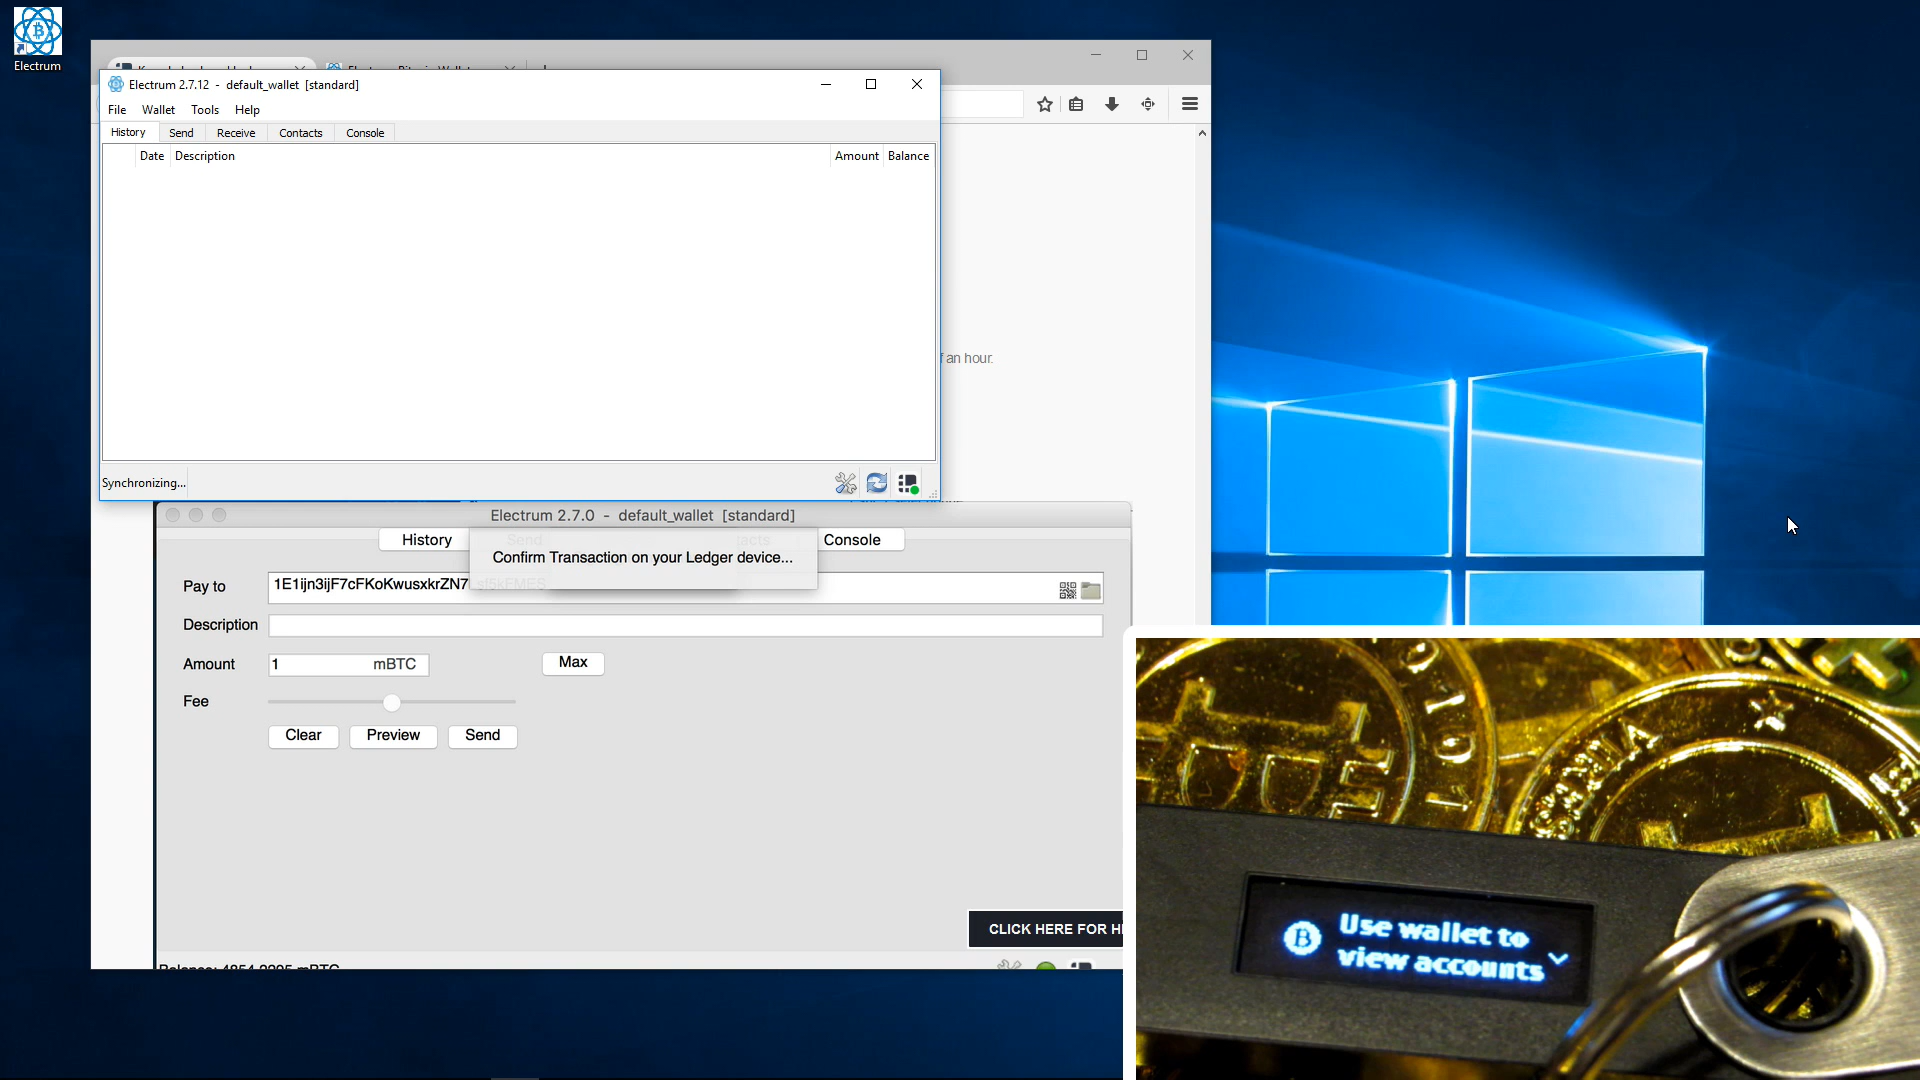 Electrum
Electrum 2.7.12 - default_wallet [standard]
File Wallet Tools Help
History Send Receive Contacts Console
Date Description Amount Balance
f an hour.
Synchronizing...
Electrum 2.7.0 - default_wallet [standard]
History Send Console
Confirm Transaction on your Ledger device...
Pay to 1E1ijn3ijF7cFKoKwusxkrZN7
Description
Amount 1 mBTC Max
Fee
Clear Preview Send
CLICK HERE FOR H
Use wallet to
view accounts